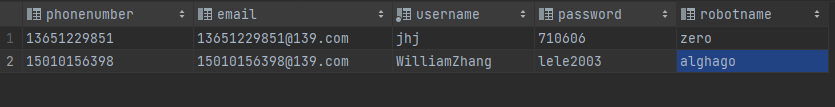 phonenumber email username password robotname
1 13651229851 13651229851@139.com jhj 710606 zero
2 15010156398 15010156398@139.com WilliamZhang lele2003 alghago